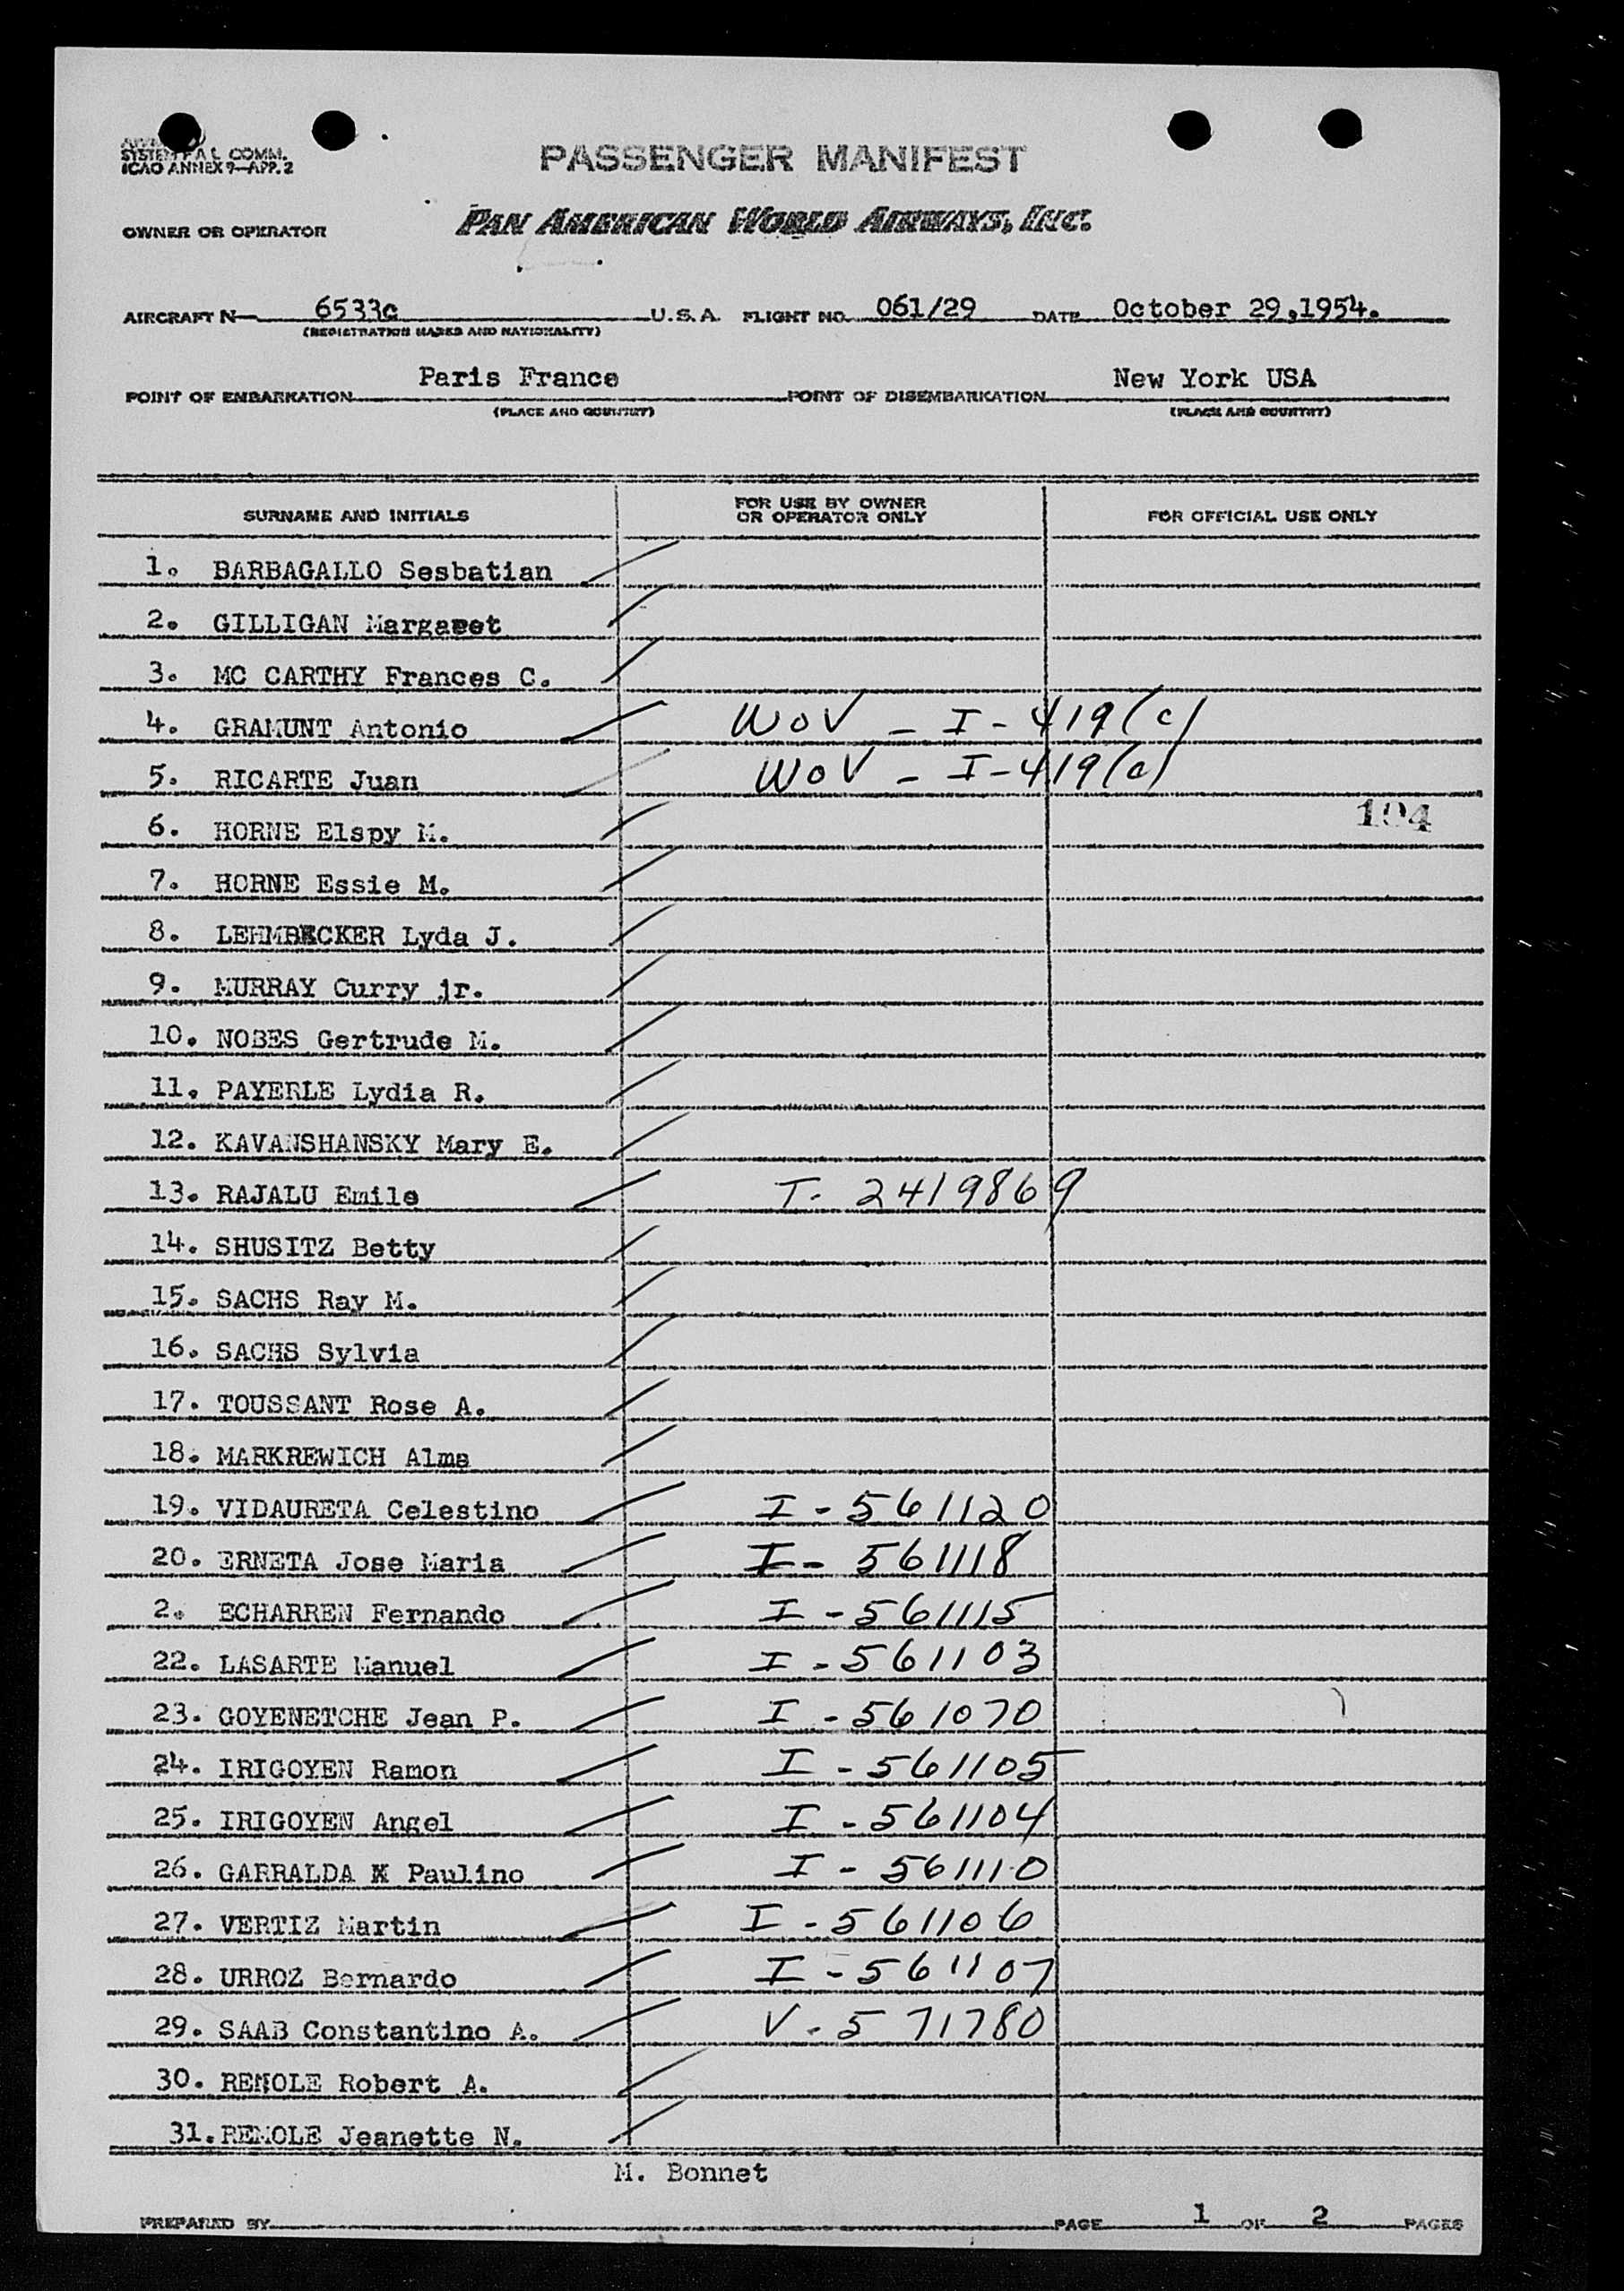 SYSTEM F A L COMM.
ICAO ANNEX 9—APP. 2
PASSENGER MANIFEST
OWNER OR OPERATOR
PAN AMERICAN WORLD AIRWAYS, INC.
AIRCRAFT N 6533c U.S.A. FLIGHT NO. 061/29 DATE October 29,1954.
(REGISTRATION MARKS AND NATIONALITY)
POINT OF EMBARKATION Paris France POINT OF DISEMBARKATION New York USA
(PLACE AND COUNTRY) (PLACE AND COUNTRY)
SURNAME AND INITIALS FOR USE BY OWNER OR OPERATOR ONLY FOR OFFICIAL USE ONLY
1. BARBAGALLO Sesbatian
2. GILLIGAN Margaret
3. MC CARTHY Frances C.
4. GRAMUNT Antonio WOV - I-419(c)
5. RICARTE Juan WOV - I-419(c)
6. HORNE Elspy M. 104
7. HORNE Essie M.
8. LEHMBECKER Lyda J.
9. MURRAY Curry jr.
10. NOBES Gertrude M.
11. PAYERLE Lydia R.
12. KAVANSHANSKY Mary E.
13. RAJALU Emile T- 2419869
14. SHUSITZ Betty
15. SACHS Ray M.
16. SACHS Sylvia
17. TOUSSANT Rose A.
18. MARKREWICH Alma
19. VIDAURETA Celestino I-561120
20. ERNETA Jose Maria I-561118
2. ECHARREN Fernando I-561115
22. LASARTE Manuel I-561103
23. GOYENETCHE Jean P. I-561070
24. IRIGOYEN Ramon I-561105
25. IRIGOYEN Angel I-561104
26. GARRALDA X Paulino I-561110
27. VERTIZ Martin I-561106
28. URROZ Bernardo I-561107
29. SAAB Constantino A. V-571780
30. REMOLE Robert A.
31. REMOLE Jeanette N.
M. Bonnet
PREPARED BY PAGE 1 OF 2 PAGES